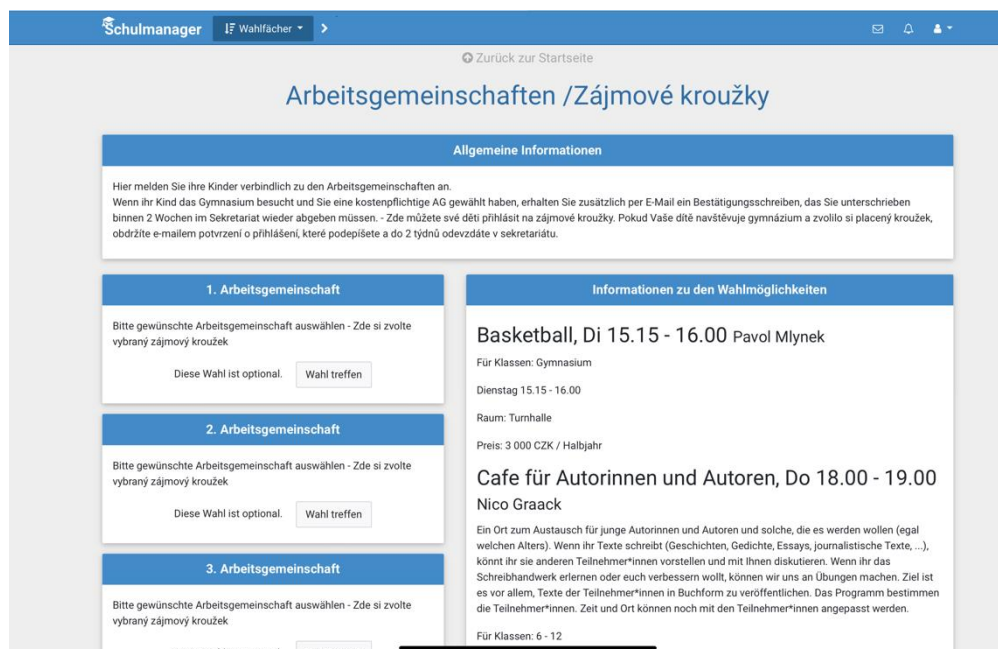 Schulmanager
Wahlfächer
Zurück zur Startseite
Arbeitsgemeinschaften /Zájmové kroužky
Allgemeine Informationen
Hier melden Sie ihre Kinder verbindlich zu den Arbeitsgemeinschaften an.
Wenn ihr Kind das Gymnasium besucht und Sie eine kostenpflichtige AG gewählt haben, erhalten Sie zusätzlich per E-Mail ein Bestätigungsschreiben, das Sie unterschrieben
binnen 2 Wochen im Sekretariat wieder abgeben müssen. - Zde můžete své děti přihlásit na zájmové kroužky. Pokud Vaše dítě navštěvuje gymnázium a zvolilo si placený kroužek,
obdržíte e-mailem potvrzení o přihlášení, které podepíšete a do 2 týdnů odevzdáte v sekretariátu.
1. Arbeitsgemeinschaft
Bitte gewünschte Arbeitsgemeinschaft auswählen - Zde si zvolte
vybraný zájmový kroužek
Diese Wahl ist optional. Wahl treffen
2. Arbeitsgemeinschaft
Bitte gewünschte Arbeitsgemeinschaft auswählen - Zde si zvolte
vybraný zájmový kroužek
Diese Wahl ist optional. Wahl treffen
3. Arbeitsgemeinschaft
Bitte gewünschte Arbeitsgemeinschaft auswählen - Zde si zvolte
vybraný zájmový kroužek
Informationen zu den Wahlmöglichkeiten
Basketball, Di 15.15 - 16.00 Pavol Mlynek
Für Klassen: Gymnasium
Dienstag 15.15 - 16.00
Raum: Turnhalle
Preis: 3 000 CZK / Halbjahr
Cafe für Autorinnen und Autoren, Do 18.00 - 19.00
Nico Graack
Ein Ort zum Austausch für junge Autorinnen und Autoren und solche, die es werden wollen (egal
welchen Alters). Wenn ihr Texte schreibt (Geschichten, Gedichte, Essays, journalistische Texte, ...),
könnt ihr sie anderen Teilnehmer*innen vorstellen und mit Ihnen diskutieren. Wenn ihr das
Schreibhandwerk erlernen oder euch verbessern wollt, können wir uns an Übungen machen. Ziel ist
es vor allem, Texte der Teilnehmer*innen in Buchform zu veröffentlichen. Das Programm bestimmen
die Teilnehmer*innen. Zeit und Ort können noch mit den Teilnehmer*innen angepasst werden.
Für Klassen: 6 - 12